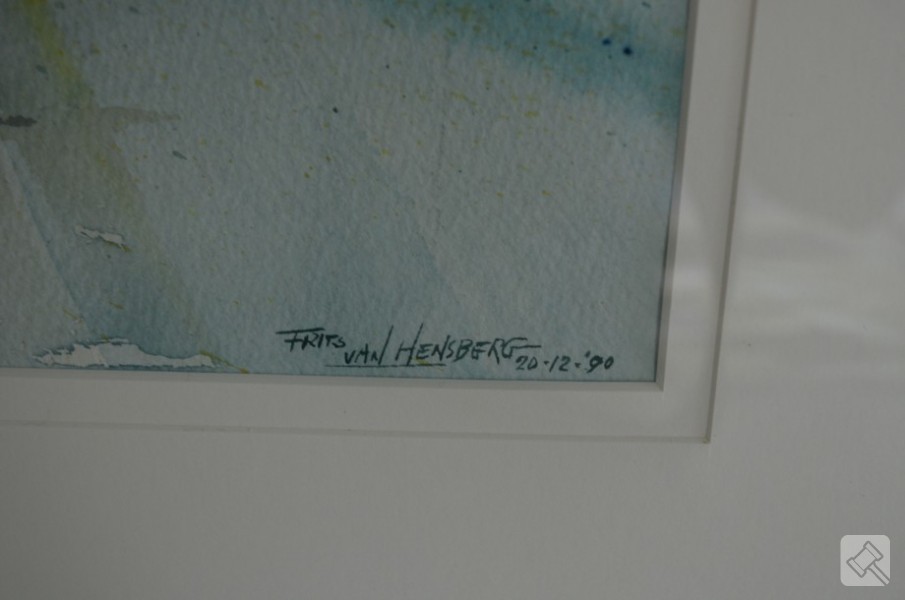 FRITS
VAN HENSBERG
20-12-'90